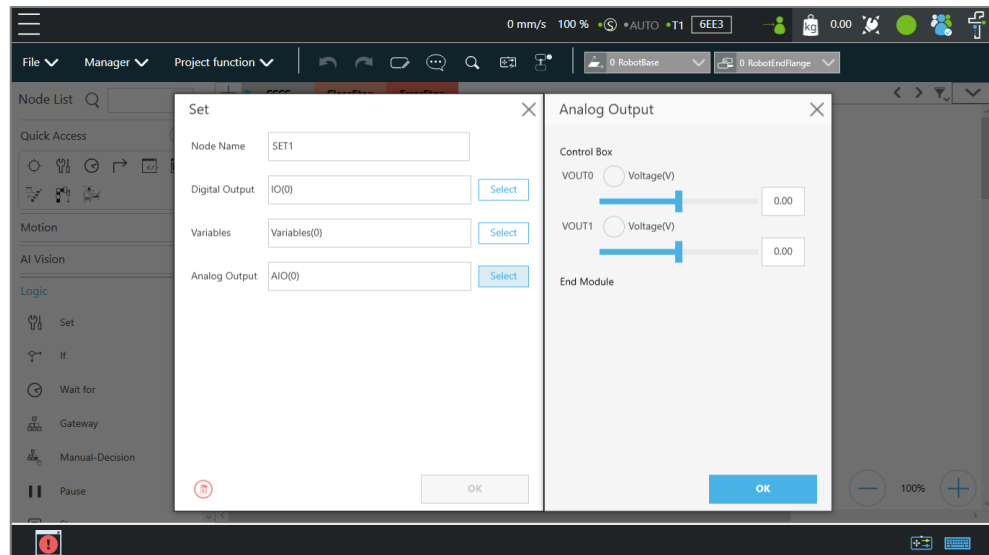 0 mm/s 100 % S AUTO T1 6EE3 kg 0.00
File Manager Project function 0 RobotBase 0 RobotEndFlange
Node List
Quick Access
Motion
AI Vision
Logic
Set
If
Wait for
Gateway
Manual-Decision
Pause
Set
Node Name SET1
Digital Output IO(0) Select
Variables Variables(0) Select
Analog Output AIO(0) Select
OK
Analog Output
Control Box
VOUT0 Voltage(V)
0.00
VOUT1 Voltage(V)
0.00
End Module
OK
100%